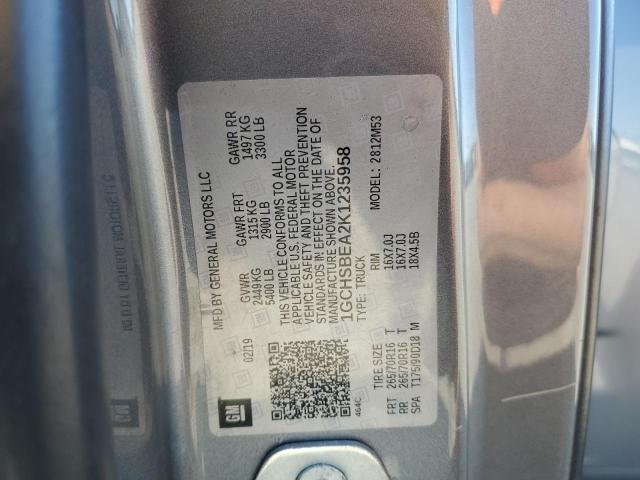 MFD BY GENERAL MOTORS LLC
02/19
GVWR
2449 KG
5400 LB
GAWR FRT
1315 KG
2900 LB
GAWR RR
1497 KG
3300 LB
THIS VEHICLE CONFORMS TO ALL
APPLICABLE U.S. FEDERAL MOTOR
VEHICLE SAFETY AND THEFT PREVENTION
STANDARDS IN EFFECT ON THE DATE OF
MANUFACTURE SHOWN ABOVE.
1GCHSBEA2K1235958
TYPE: TRUCK
MODEL: 2812M53
GM
464C
TIRE SIZE RIM
FRT 265/70R16 T 16X7.0J
RR 265/70R16 T 16X7.0J
SPA T175/90D18 M 18X4.5B
GM